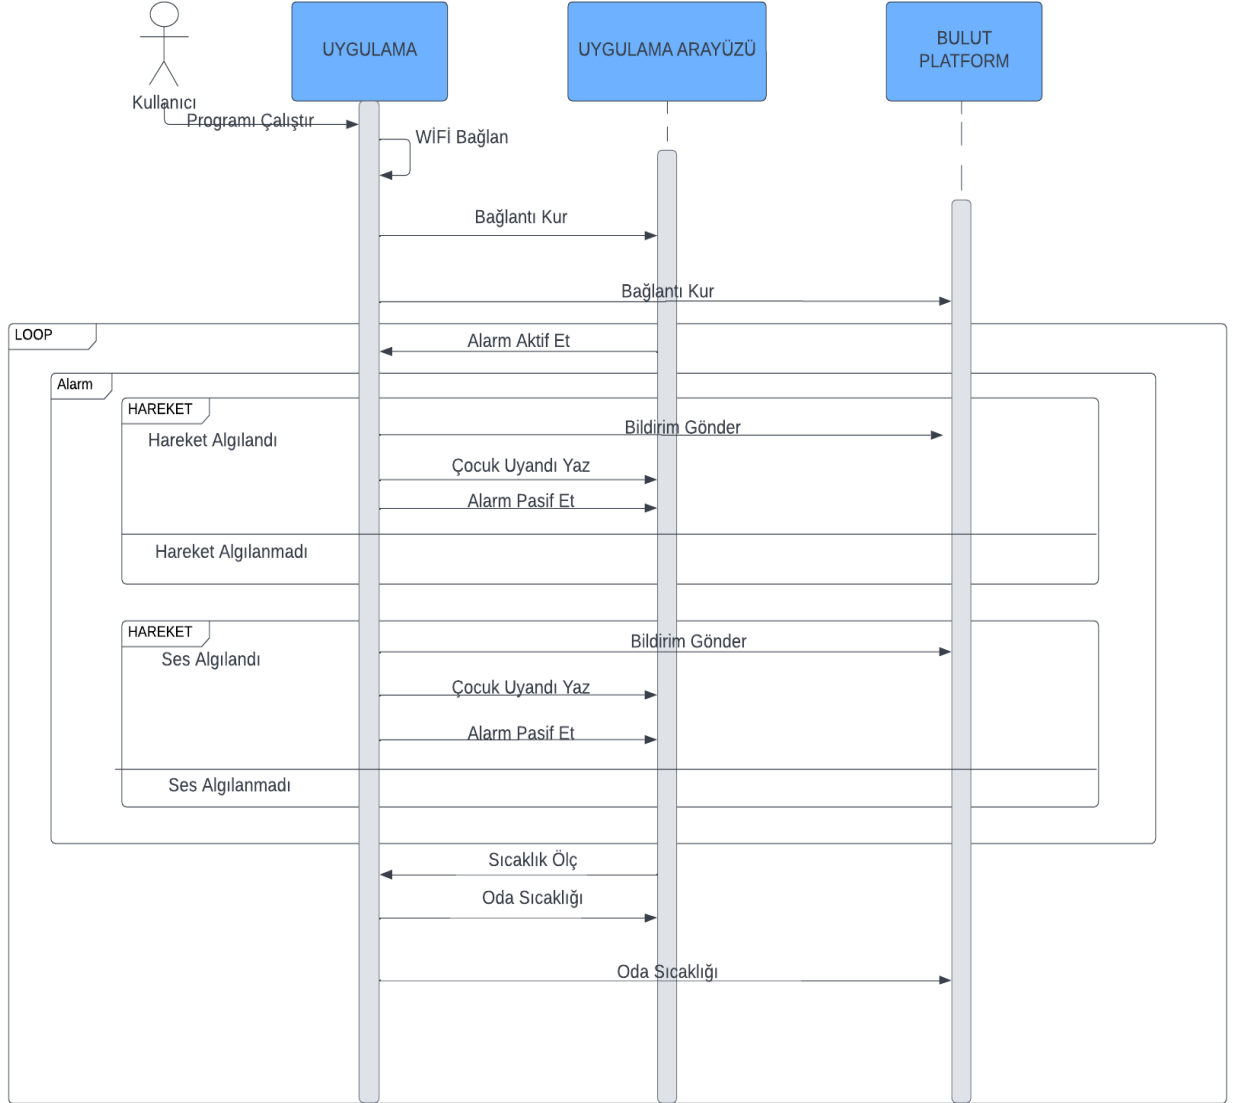 UYGULAMA
UYGULAMA ARAYÜZÜ
BULUT
PLATFORM
Kullanıcı
Programı Çalıştır
WİFİ Bağlan
Bağlantı Kur
Bağlantı Kur
LOOP
Alarm Aktif Et
Alarm
HAREKET
Hareket Algılandı
Bildirim Gönder
Çocuk Uyandı Yaz
Alarm Pasif Et
Hareket Algılanmadı
HAREKET
Ses Algılandı
Bildirim Gönder
Çocuk Uyandı Yaz
Alarm Pasif Et
Ses Algılanmadı
Sıcaklık Ölç
Oda Sıcaklığı
Oda Sıcaklığı